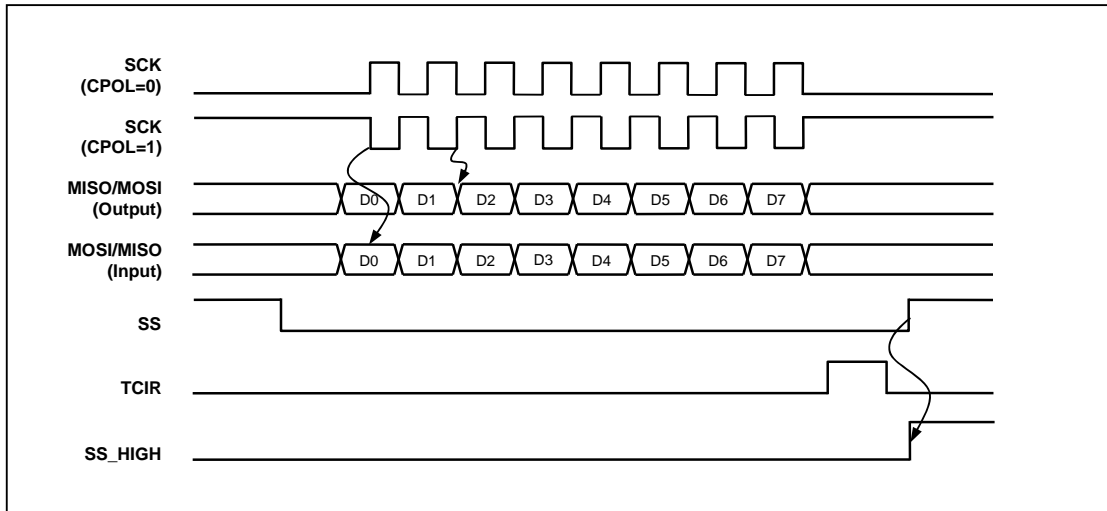 SCK
(CPOL=0)
SCK
(CPOL=1)
MISO/MOSI
(Output)
D0 D1 D2 D3 D4 D5 D6 D7
MOSI/MISO
(Input)
D0 D1 D2 D3 D4 D5 D6 D7
SS
TCIR
SS_HIGH